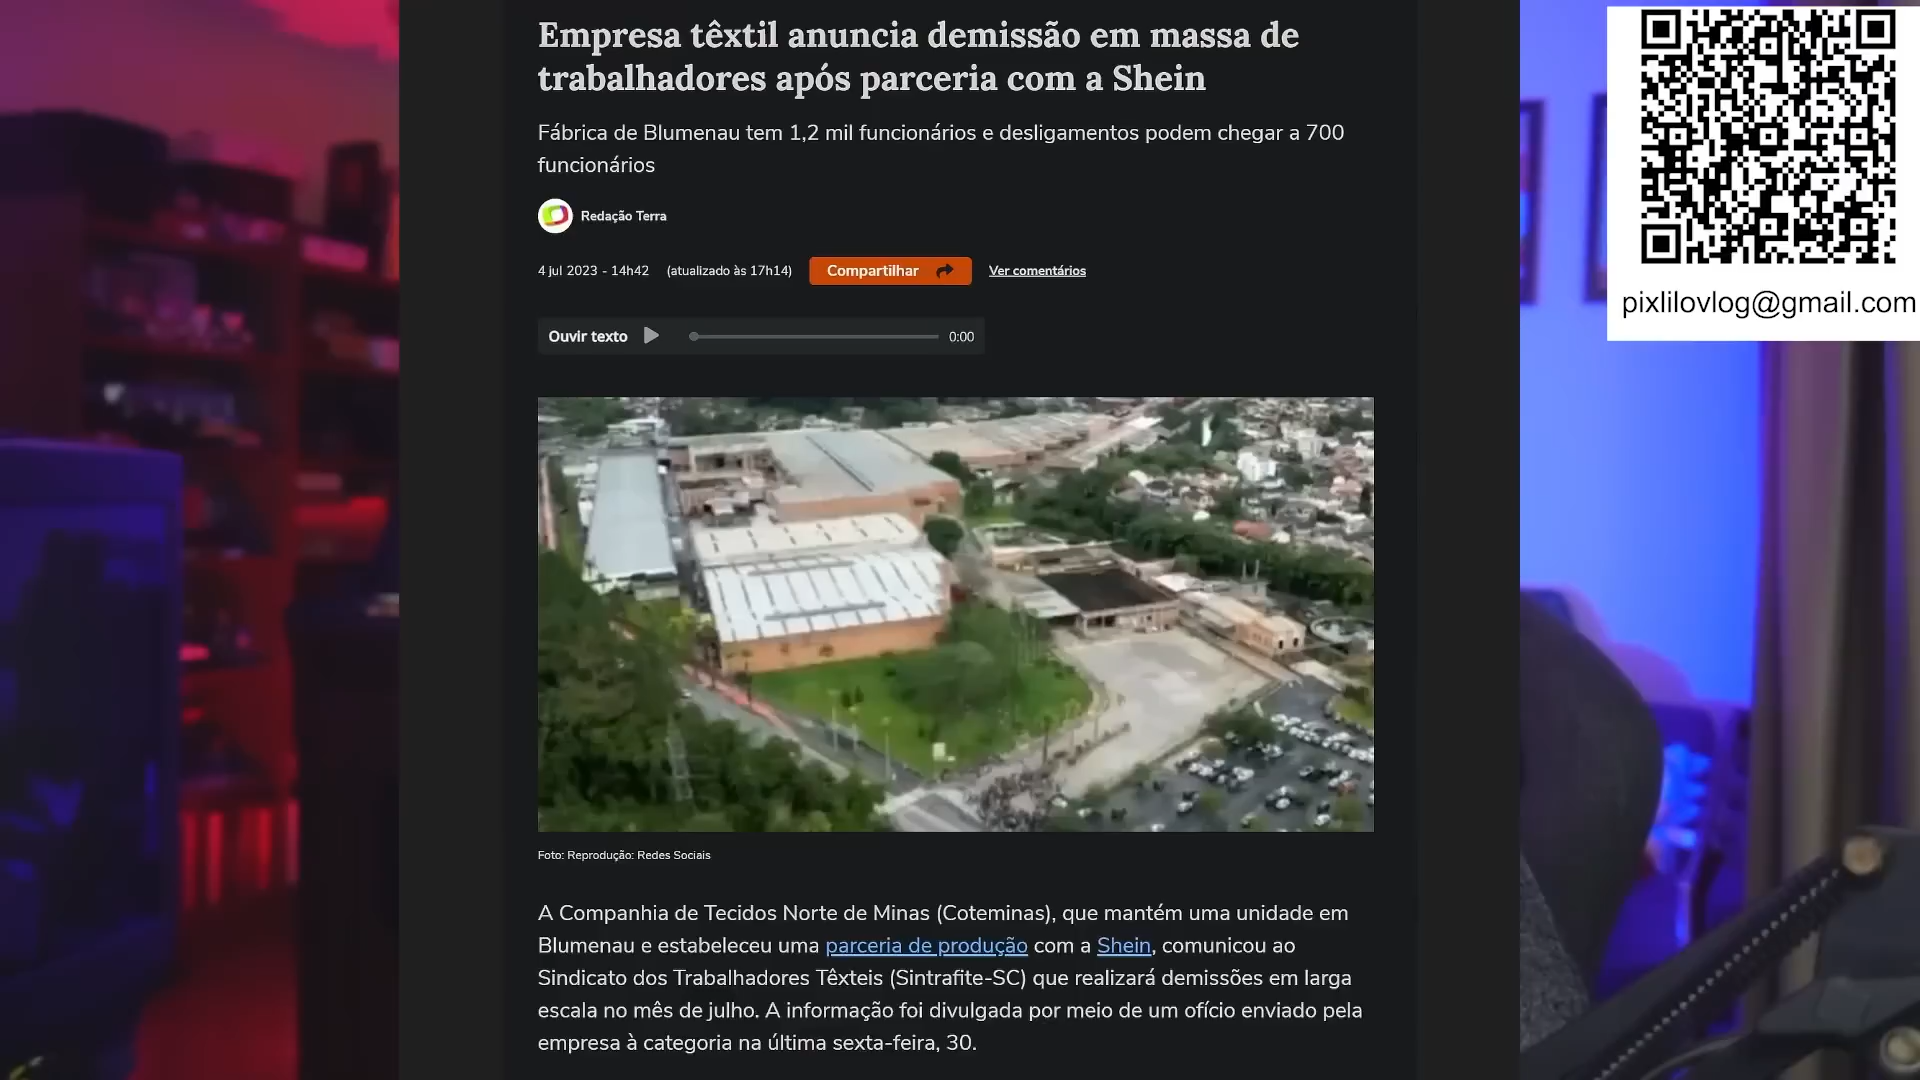 Empresa têxtil anuncia demissão em massa de
trabalhadores após parceria com a Shein
Fábrica de Blumenau tem 1,2 mil funcionários e desligamentos podem chegar a 700
funcionários
Redação Terra
4 jul 2023 - 14h42 (atualizado às 17h14) Compartilhar Ver comentários
Ouvir texto 0:00
Foto: Reprodução: Redes Sociais
A Companhia de Tecidos Norte de Minas (Coteminas), que mantém uma unidade em
Blumenau e estabeleceu uma parceria de produção com a Shein, comunicou ao
Sindicato dos Trabalhadores Têxteis (Sintrafite-SC) que realizará demissões em larga
escala no mês de julho. A informação foi divulgada por meio de um ofício enviado pela
empresa à categoria na última sexta-feira, 30.
pixlilovlog@gmail.com